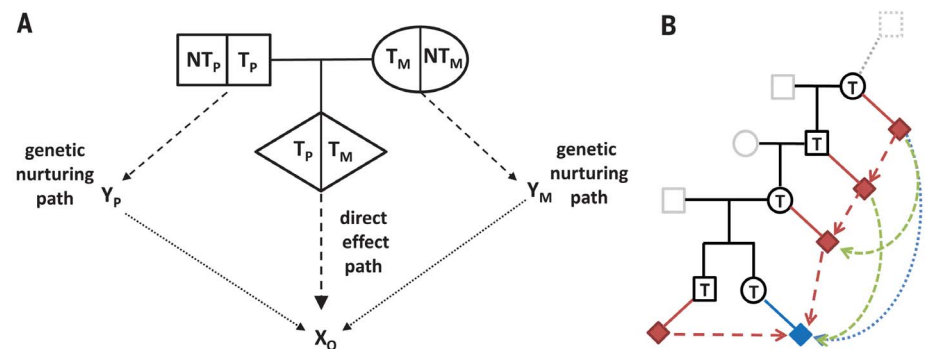 A
NT_P T_P
T_M NT_M
T_P T_M
genetic
nurturing
path
Y_P
direct
effect
path
Y_M
genetic
nurturing
path
X_O
B
T
T
T
T
T